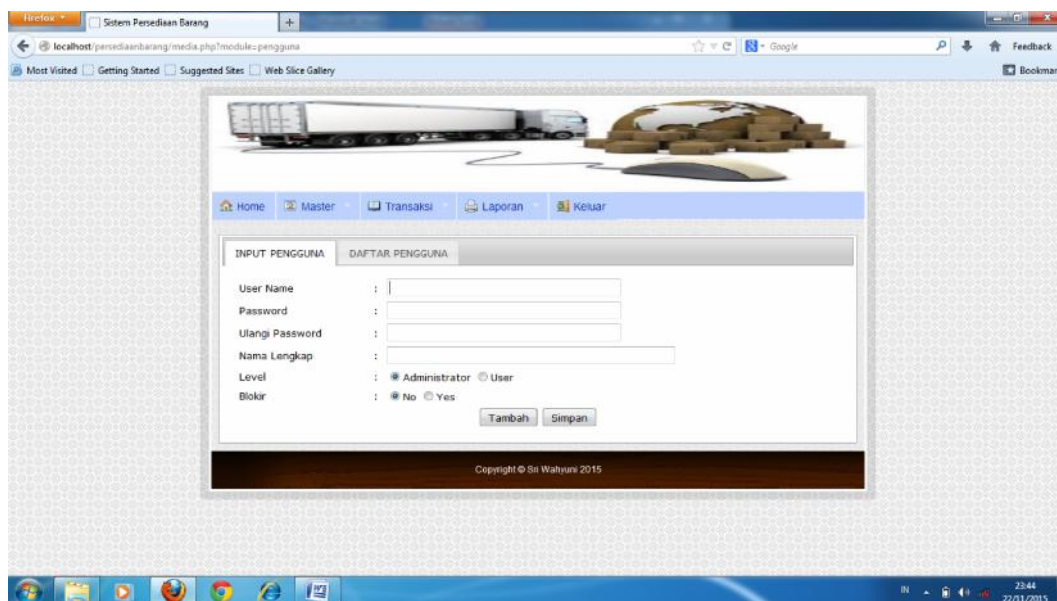 Firefox
Sistem Persediaan Barang
localhost/persediaanbarang/media.php?module=pengguna
Google
Feedback
Most Visited Getting Started Suggested Sites Web Slice Gallery
Bookmar
Home Master Transaksi Laporan Keluar
INPUT PENGGUNA DAFTAR PENGGUNA
User Name :
Password :
Ulangi Password :
Nama Lengkap :
Level : Administrator User
Blokir : No Yes
Tambah Simpan
Copyright © Sri Wahyuni 2015
IN
23:44
22/11/2015